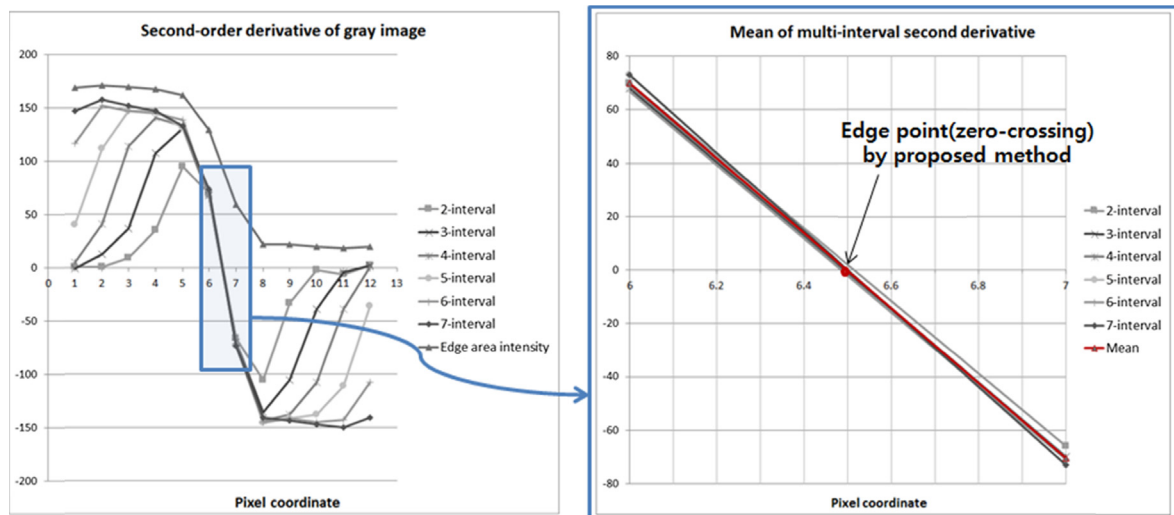 Second-order derivative of gray image
200
150
100
50
0
-50
-100
-150
-200
0 1 2 3 4 5 6 7 8 9 10 11 12 13
2-interval
3-interval
4-interval
5-interval
6-interval
7-interval
Edge area intensity
Pixel coordinate
Mean of multi-interval second derivative
80
60
40
20
0
-20
-40
-60
-80
6 6.2 6.4 6.6 6.8 7
Edge point(zero-crossing)
by proposed method
2-interval
3-interval
4-interval
5-interval
6-interval
7-interval
Mean
Pixel coordinate